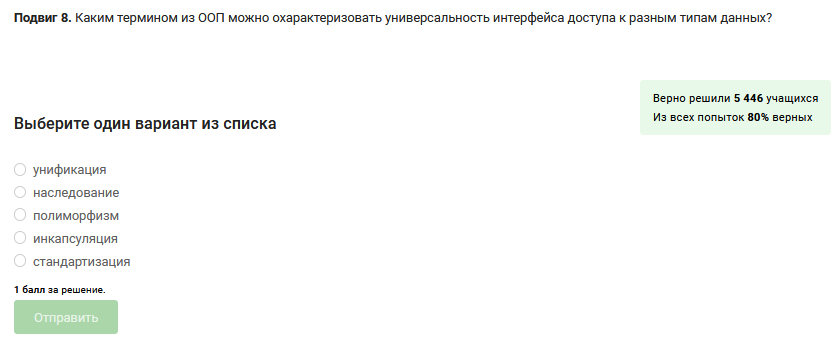 Подвиг 8. Каким термином из ООП можно охарактеризовать универсальность интерфейса доступа к разным типам данных?
Верно решили 5 446 учащихся
Из всех попыток 80% верных
Выберите один вариант из списка
унификация
наследование
полиморфизм
инкапсуляция
стандартизация
1 балл за решение.
Отправить